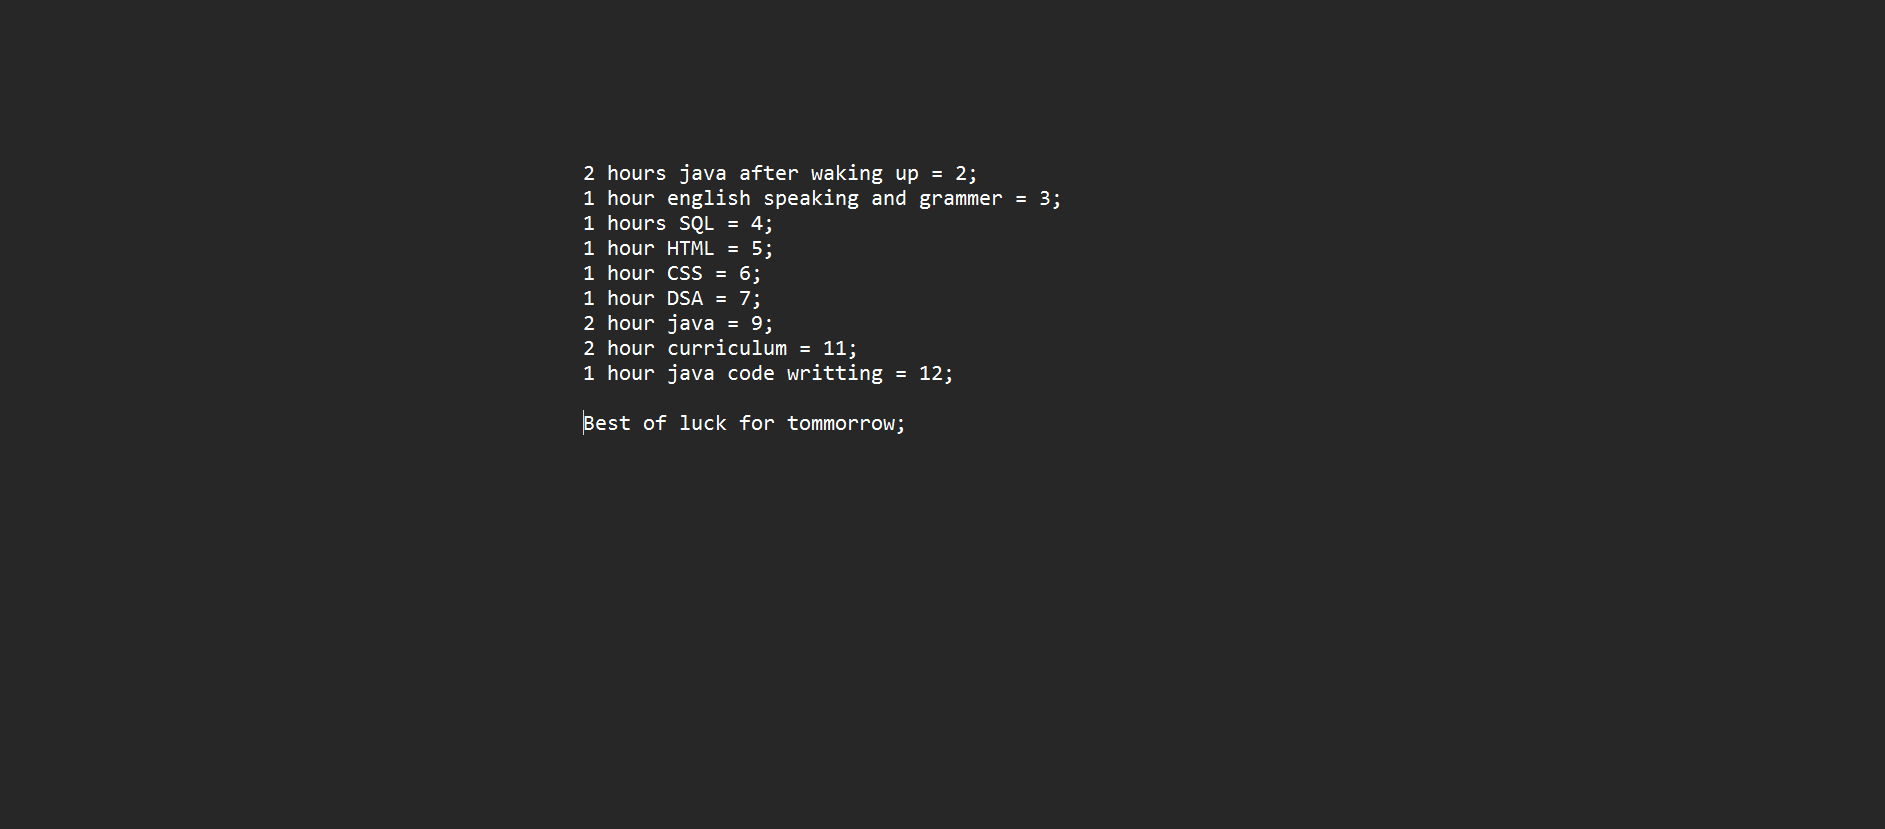 2 hours java after waking up = 2;
1 hour english speaking and grammer = 3;
1 hours SQL = 4;
1 hour HTML = 5;
1 hour CSS = 6;
1 hour DSA = 7;
2 hour java = 9;
2 hour curriculum = 11;
1 hour java code writting = 12;
Best of luck for tommorrow;